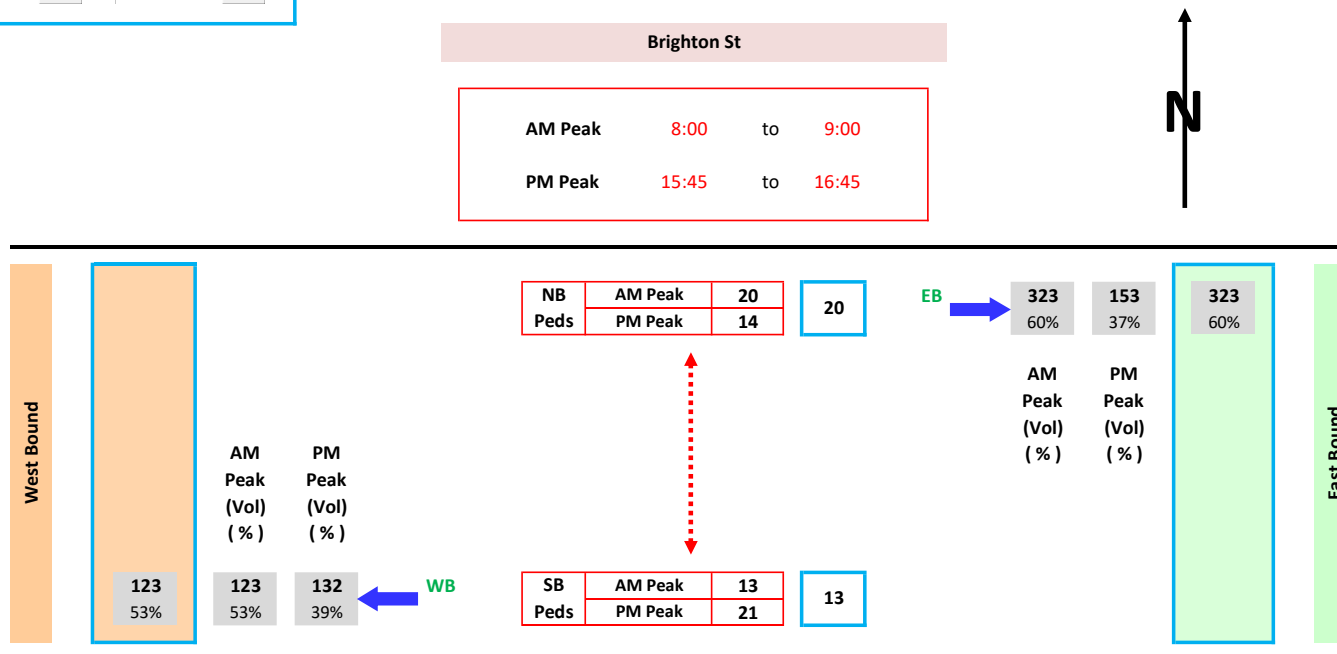 Brighton St
N
AM Peak 8:00 to 9:00
PM Peak 15:45 to 16:45
West Bound
NB Peds AM Peak 20
PM Peak 14
20
EB
323 153 323
60% 37% 60%
AM PM
Peak Peak
(Vol) (Vol)
( % ) ( % )
East Bound
AM PM
Peak Peak
(Vol) (Vol)
( % ) ( % )
123 123 132
53% 53% 39%
WB
SB Peds AM Peak 13
PM Peak 21
13